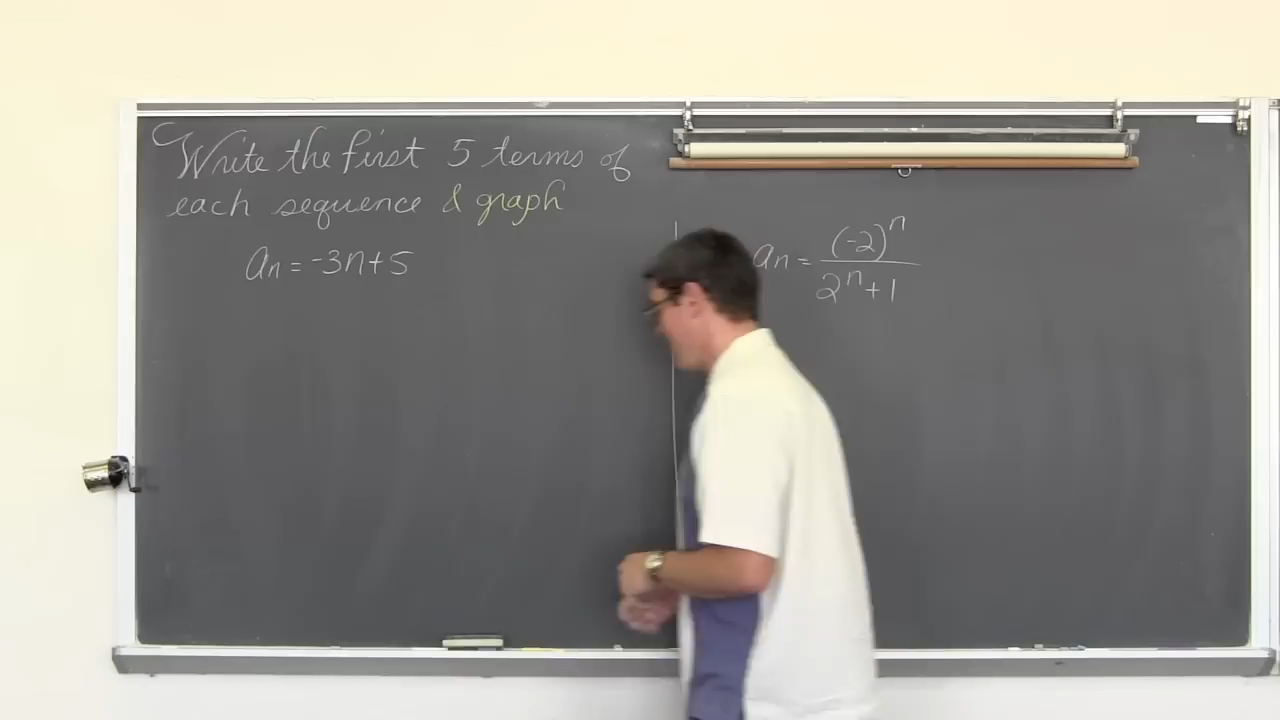 Write the first 5 terms of
each sequence & graph
an = -3n+5
an = (-2)^n / 2^n + 1